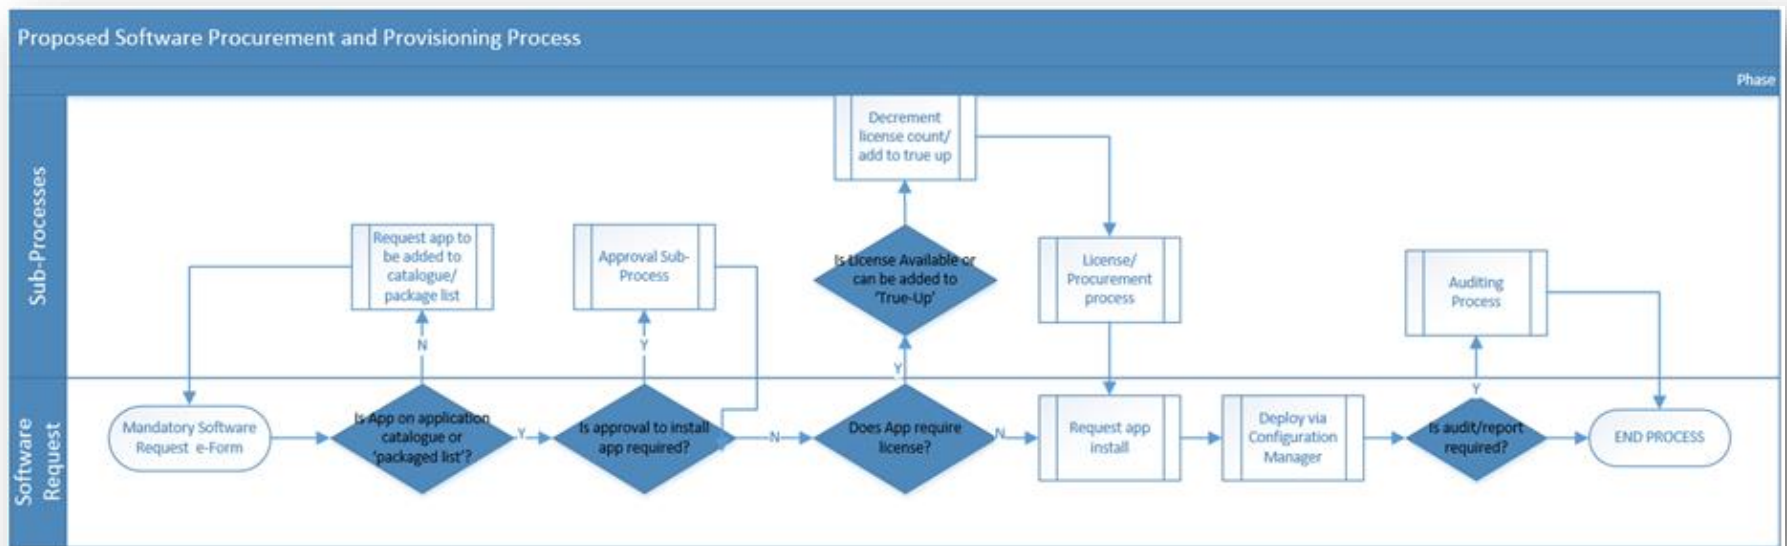 Proposed Software Procurement and Provisioning Process
Phase
Sub-Processes
Decrement
license count/
add to true up
Request app to
be added to
catalogue/
package list
Approval Sub-
Process
Is License Available or
can be added to
'True-Up'
License/
Procurement
process
Auditing
Process
N
Y
Y
Y
Software
Request
Mandatory Software
Request e-Form
Is App on application
catalogue or
'packaged list'?
Y
Is approval to install
app required?
N
Does App require
license?
N
Request app
install
Deploy via
Configuration
Manager
Is audit/report
required?
END PROCESS